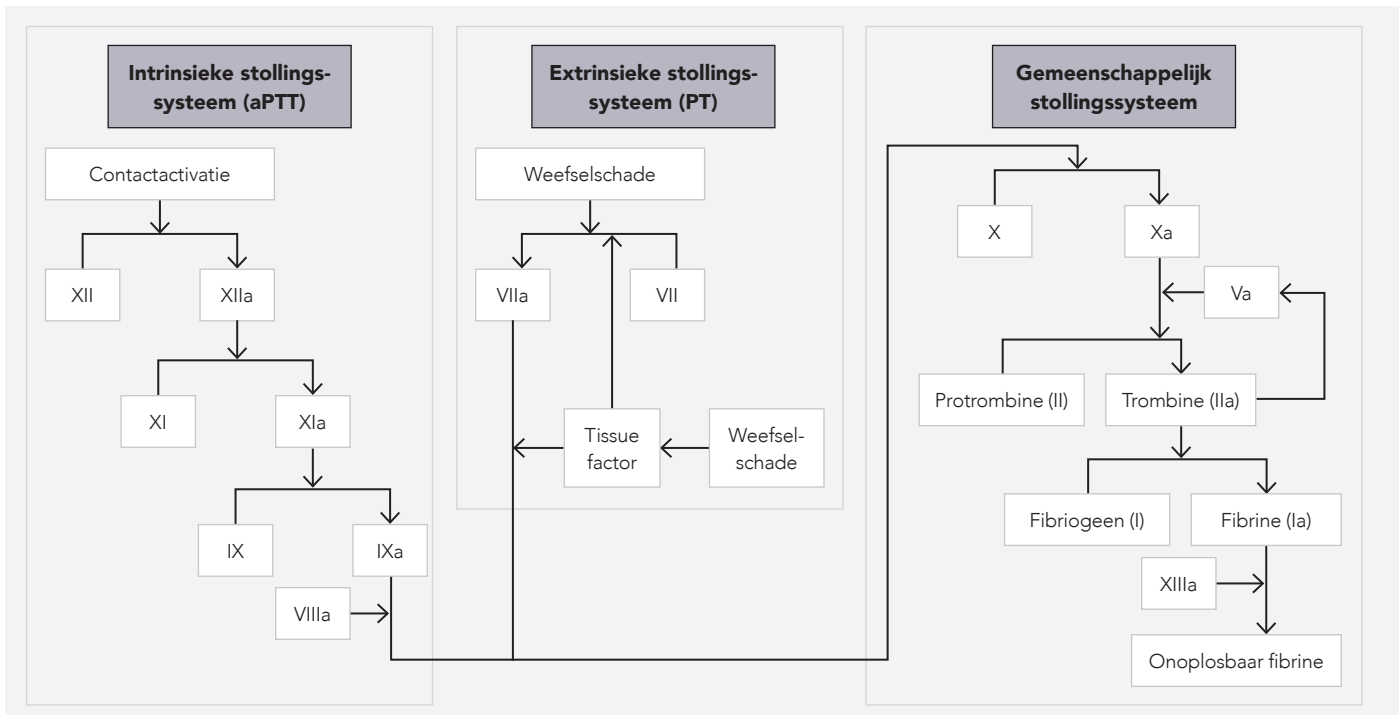 Intrinsieke stollings-
systeem (aPTT)
Contactactivatie
XII
XIIa
XI
XIa
IX
IXa
VIIIa
Extrinsieke stollings-
systeem (PT)
Weefselschade
VIIa
VII
Tissue
factor
Weefsel-
schade
Gemeenschappelijk
stollingssysteem
X
Xa
Va
Protrombine (II)
Trombine (IIa)
Fibriogeen (I)
Fibrine (Ia)
XIIIa
Onoplosbaar fibrine